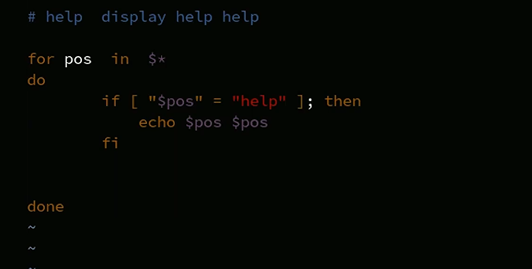 # help  display help help
for pos  in  $*
do
        if [ "$pos" = "help" ]; then
            echo $pos $pos
        fi
done
~
~
~